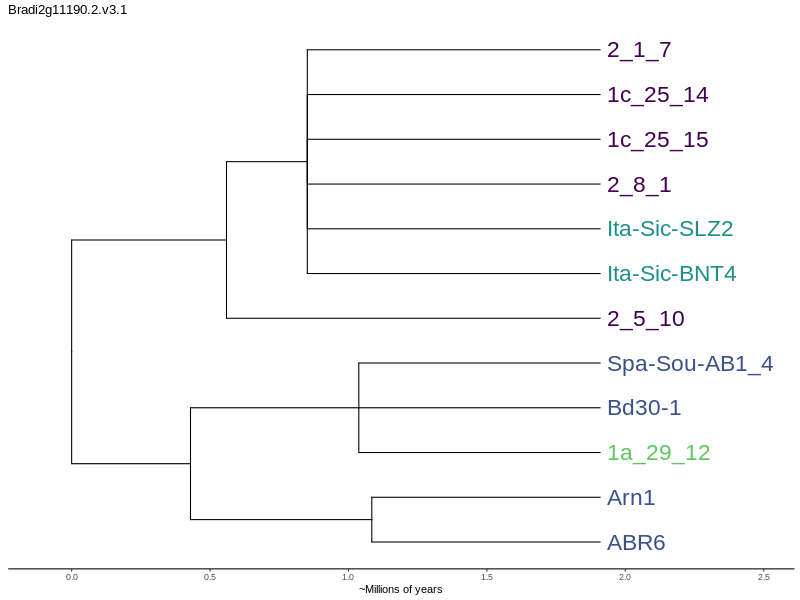 Bradi2g11190.2.v3.1
2_1_7
1c_25_14
1c_25_15
2_8_1
Ita-Sic-SLZ2
Ita-Sic-BNT4
2_5_10
Spa-Sou-AB1_4
Bd30-1
1a_29_12
Arn1
ABR6
0.0 0.5 1.0 1.5 2.0 2.5
~Millions of years